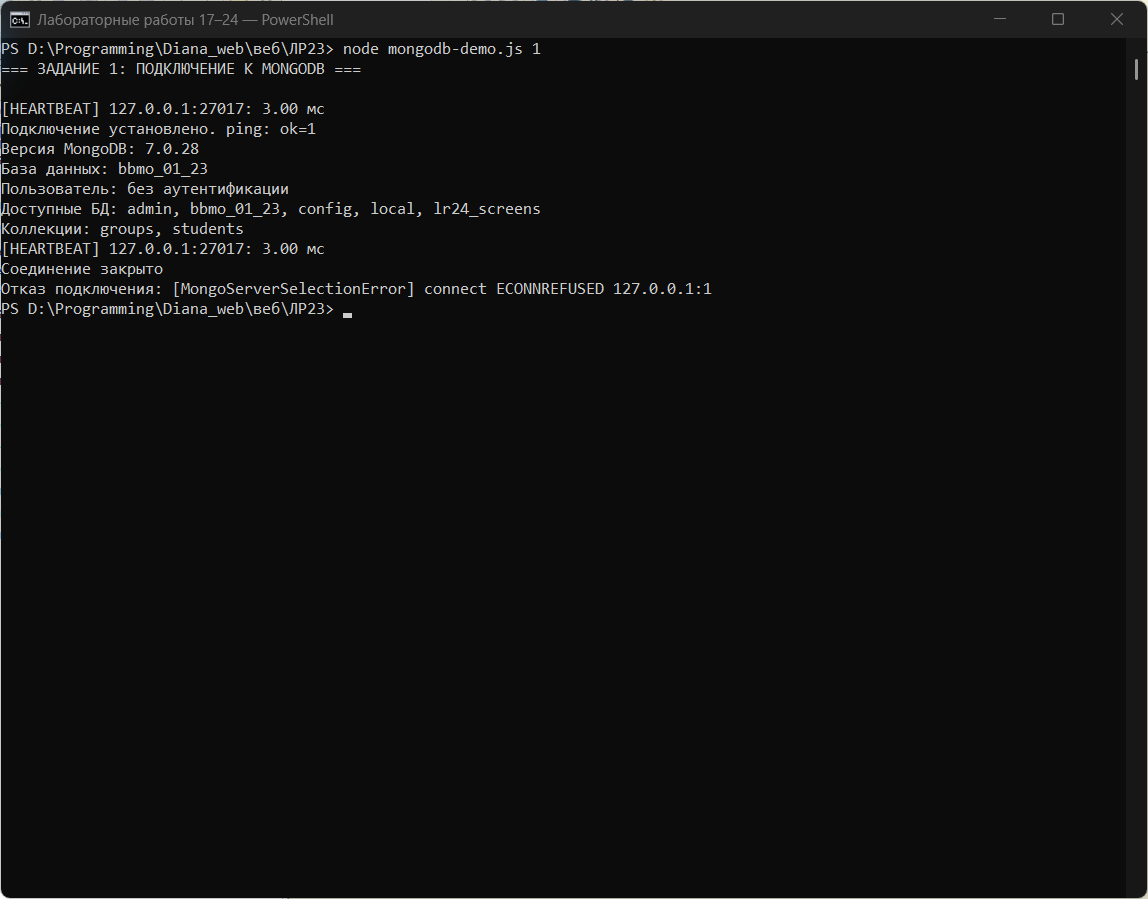 Лабораторные работы 17–24 — PowerShell
PS D:\Programming\Diana_web\веб\ЛР23> node mongodb-demo.js 1
=== ЗАДАНИЕ 1: ПОДКЛЮЧЕНИЕ К MONGODB ===
[HEARTBEAT] 127.0.0.1:27017: 3.00 мс
Подключение установлено. ping: ok=1
Версия MongoDB: 7.0.28
База данных: bbmo_01_23
Пользователь: без аутентификации
Доступные БД: admin, bbmo_01_23, config, local, lr24_screens
Коллекции: groups, students
[HEARTBEAT] 127.0.0.1:27017: 3.00 мс
Соединение закрыто
Отказ подключения: [MongoServerSelectionError] connect ECONNREFUSED 127.0.0.1:1
PS D:\Programming\Diana_web\веб\ЛР23>